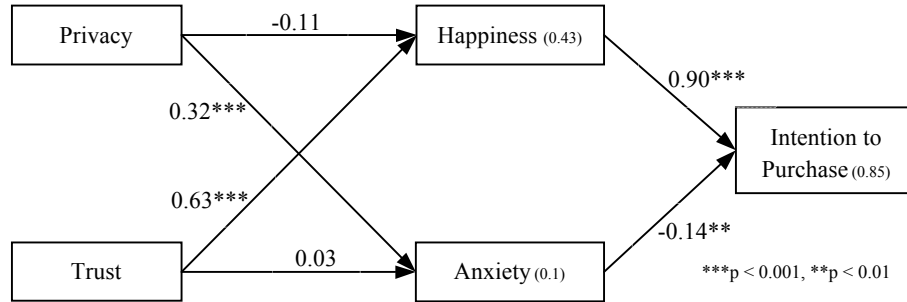 Privacy
-0.11
Happiness (0.43)
0.32***
0.90***
Intention to
Purchase (0.85)
0.63***
-0.14**
Trust
0.03
Anxiety (0.1)
***p < 0.001, **p < 0.01